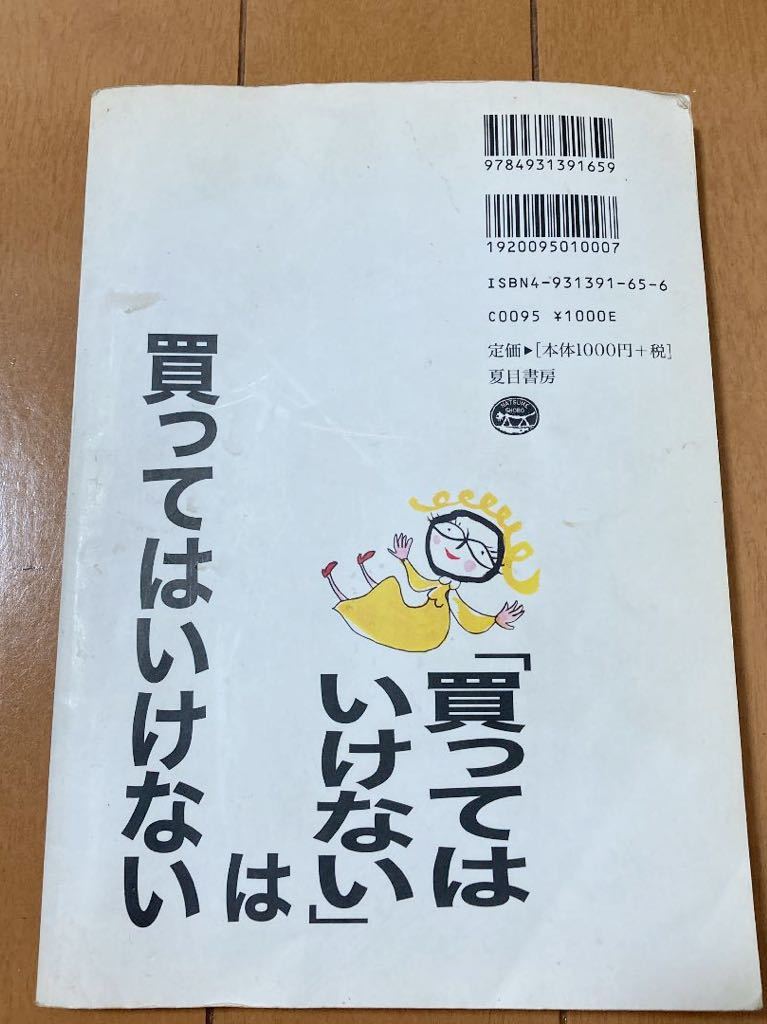 9784931391659
1920095010007
ISBN4-931391-65-6
C0095 ¥1000E
定価▶[本体1000円+税]
夏目書房
NATSUME
SHOBO
「買っては
いけない」
は
買ってはいけない